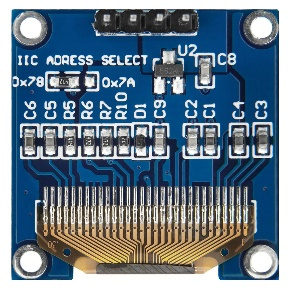 U2
IIC ADRESS SELECT
C8
0x78 0x7A
C6 C5 R5 R6 R7 R10 D1 C9 C2 C1 C4 C3